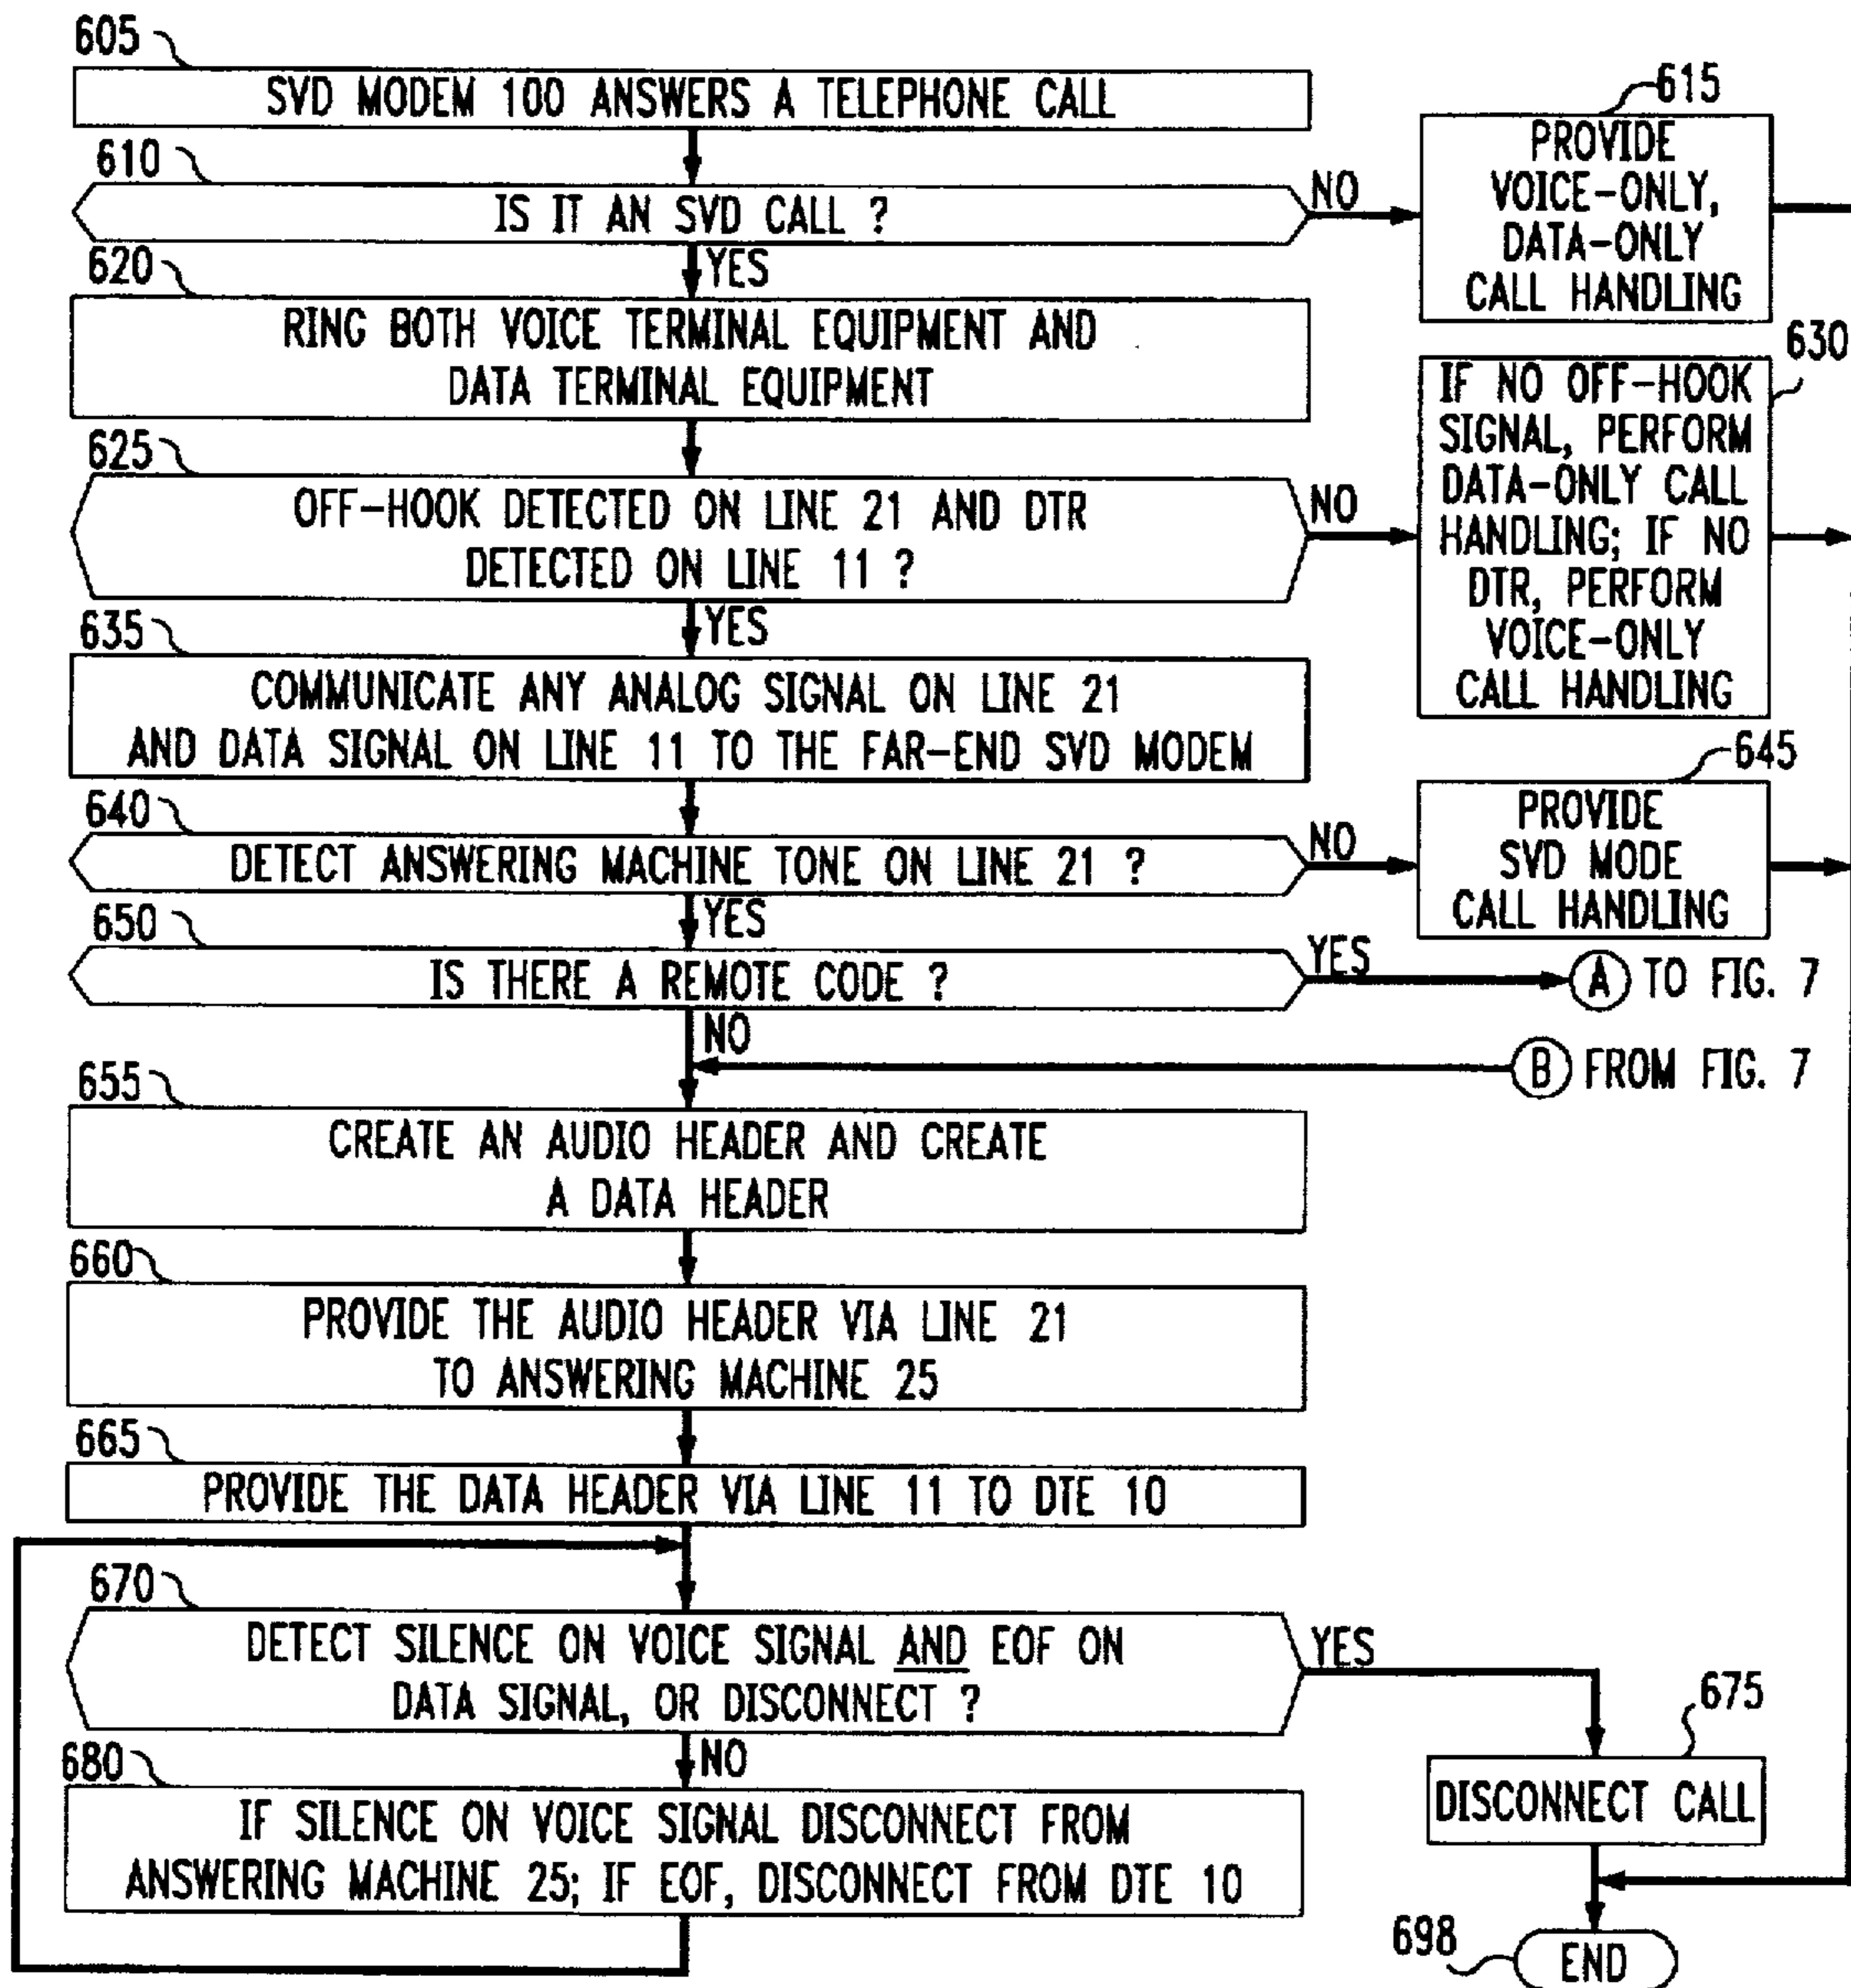 605
SVD MODEM 100 ANSWERS A TELEPHONE CALL
610
IS IT AN SVD CALL ?
NO
615
PROVIDE
VOICE-ONLY,
DATA-ONLY
CALL HANDLING
YES
620
RING BOTH VOICE TERMINAL EQUIPMENT AND
DATA TERMINAL EQUIPMENT
625
OFF-HOOK DETECTED ON LINE 21 AND DTR
DETECTED ON LINE 11 ?
NO
630
IF NO OFF-HOOK
SIGNAL, PERFORM
DATA-ONLY CALL
HANDLING; IF NO
DTR, PERFORM
VOICE-ONLY
CALL HANDLING
YES
635
COMMUNICATE ANY ANALOG SIGNAL ON LINE 21
AND DATA SIGNAL ON LINE 11 TO THE FAR-END SVD MODEM
640
DETECT ANSWERING MACHINE TONE ON LINE 21 ?
NO
645
PROVIDE
SVD MODE
CALL HANDLING
YES
650
IS THERE A REMOTE CODE ?
YES
A TO FIG. 7
NO
B FROM FIG. 7
655
CREATE AN AUDIO HEADER AND CREATE
A DATA HEADER
660
PROVIDE THE AUDIO HEADER VIA LINE 21
TO ANSWERING MACHINE 25
665
PROVIDE THE DATA HEADER VIA LINE 11 TO DTE 10
670
DETECT SILENCE ON VOICE SIGNAL AND EOF ON
DATA SIGNAL, OR DISCONNECT ?
YES
675
DISCONNECT CALL
NO
680
IF SILENCE ON VOICE SIGNAL DISCONNECT FROM
ANSWERING MACHINE 25; IF EOF, DISCONNECT FROM DTE 10
698
END